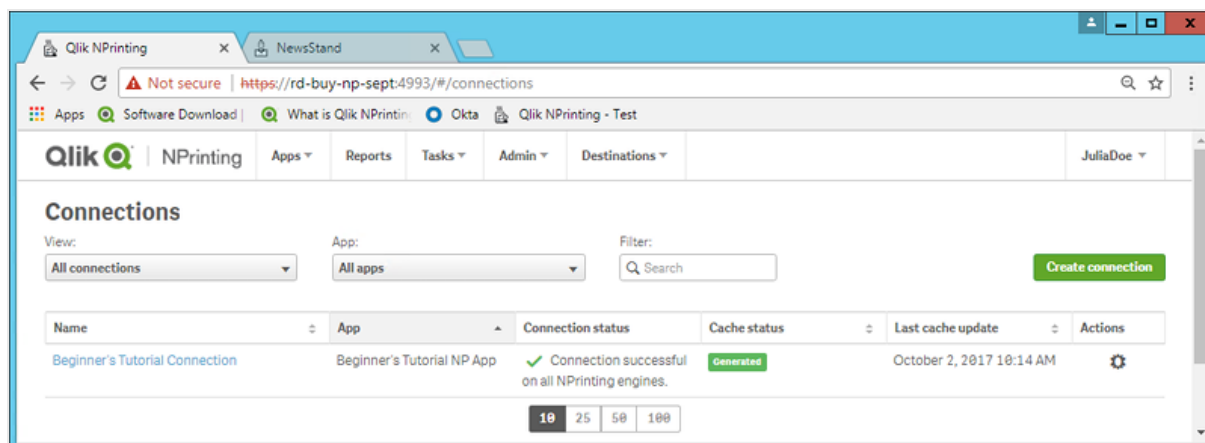 Qlik NPrinting
NewsStand
Not secure | https://rd-buy-np-sept:4993/#/connections
Apps Software Download | What is Qlik NPrintin Okta Qlik NPrinting - Test
Qlik NPrinting Apps Reports Tasks Admin Destinations JuliaDoe
Connections
View: App: Filter:
All connections All apps Search Create connection
Name App Connection status Cache status Last cache update Actions
Beginner's Tutorial Connection Beginner's Tutorial NP App Connection successful Generated October 2, 2017 10:14 AM
on all NPrinting engines.
10 25 50 100